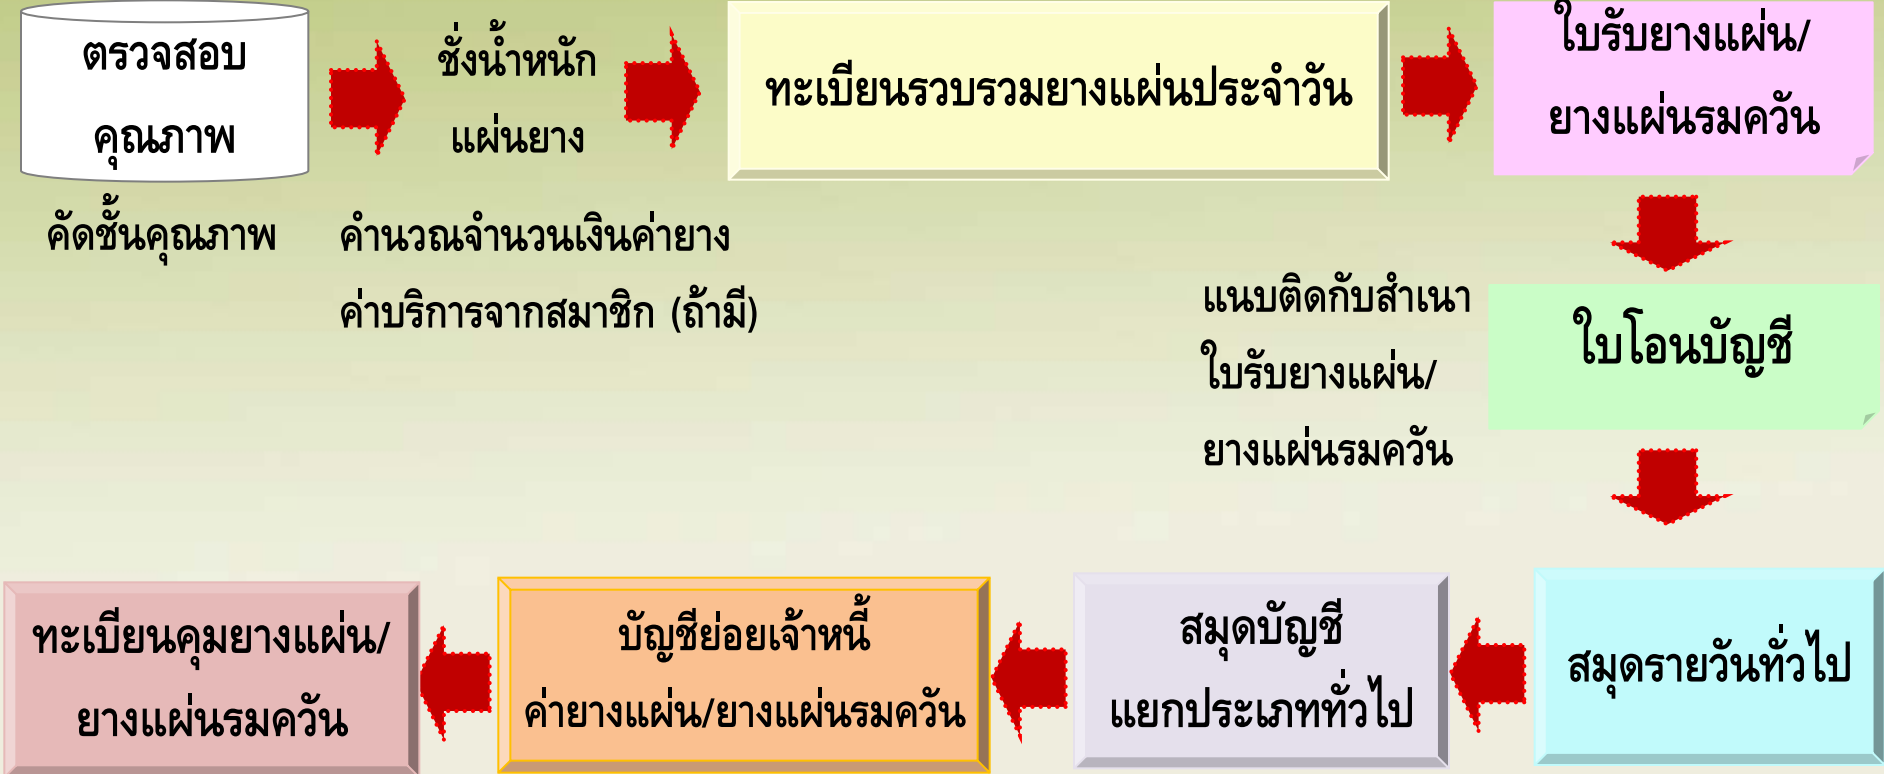 ตรวจสอบ
คุณภาพ
คัดชั้นคุณภาพ
ชั่งน้ำหนัก
แผ่นยาง
คำนวณจำนวนเงินค่ายาง
ค่าบริการจากสมาชิก (ถ้ามี)
ทะเบียนรวบรวมยางแผ่นประจำวัน
ใบรับยางแผ่น/
ยางแผ่นรมควัน
แนบติดกับสำเนา
ใบรับยางแผ่น/
ยางแผ่นรมควัน
ใบโอนบัญชี
สมุดรายวันทั่วไป
สมุดบัญชี
แยกประเภททั่วไป
บัญชีย่อยเจ้าหนี้
ค่ายางแผ่น/ยางแผ่นรมควัน
ทะเบียนคุมยางแผ่น/
ยางแผ่นรมควัน